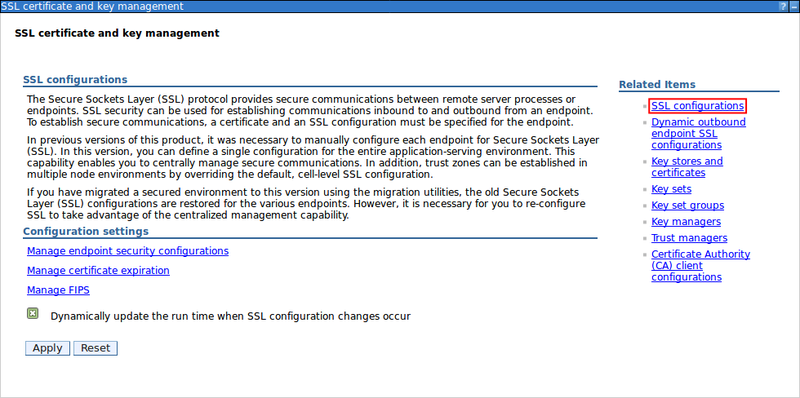 SSL certificate and key management
? –
SSL certificate and key management
SSL configurations
The Secure Sockets Layer (SSL) protocol provides secure communications between remote server processes or
endpoints. SSL security can be used for establishing communications inbound to and outbound from an endpoint.
To establish secure communications, a certificate and an SSL configuration must be specified for the endpoint.
In previous versions of this product, it was necessary to manually configure each endpoint for Secure Sockets Layer
(SSL). In this version, you can define a single configuration for the entire application-serving environment. This
capability enables you to centrally manage secure communications. In addition, trust zones can be established in
multiple node environments by overriding the default, cell-level SSL configuration.
If you have migrated a secured environment to this version using the migration utilities, the old Secure Sockets
Layer (SSL) configurations are restored for the various endpoints. However, it is necessary for you to re-configure
SSL to take advantage of the centralized management capability.
Configuration settings
Manage endpoint security configurations
Manage certificate expiration
Manage FIPS
Dynamically update the run time when SSL configuration changes occur
Apply Reset
Related Items
SSL configurations
Dynamic outbound
endpoint SSL
configurations
Key stores and
certificates
Key sets
Key set groups
Key managers
Trust managers
Certificate Authority
(CA) client
configurations